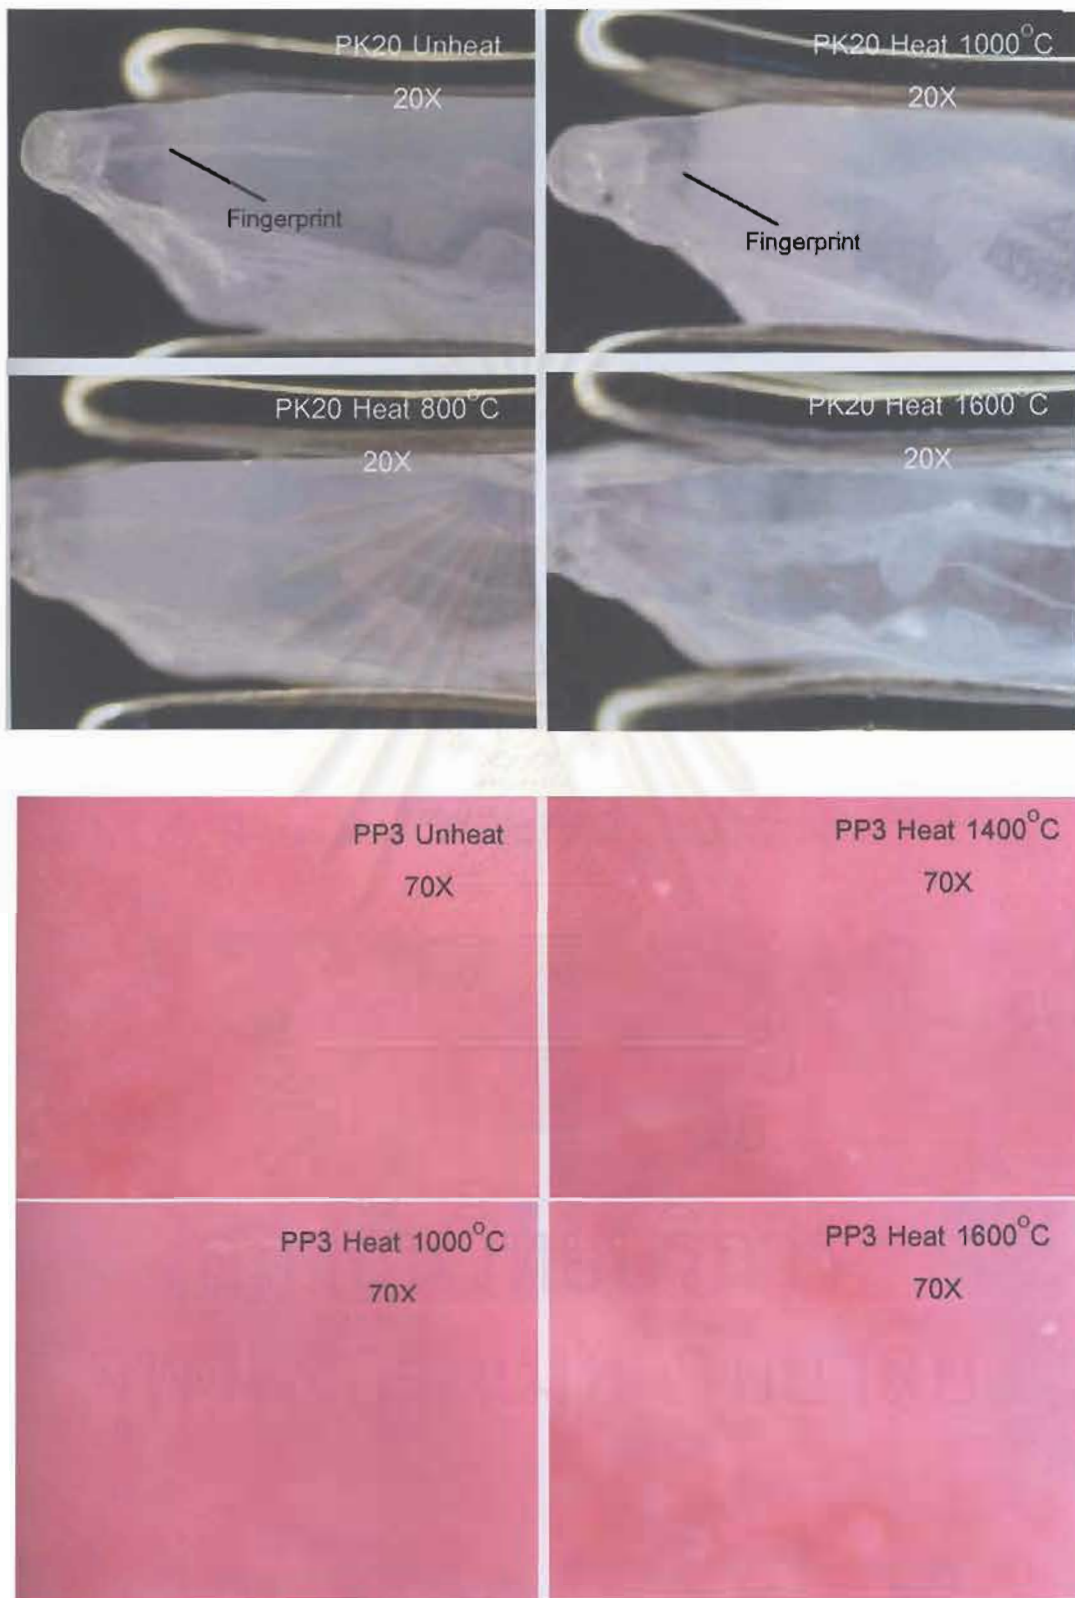 PK20 Unheat
20X
Fingerprint
PK20 Heat 1000°C
20X
Fingerprint
PK20 Heat 800°C
20X
PK20 Heat 1600°C
20X
PP3 Unheat
70X
PP3 Heat 1400°C
70X
PP3 Heat 1000°C
70X
PP3 Heat 1600°C
70X